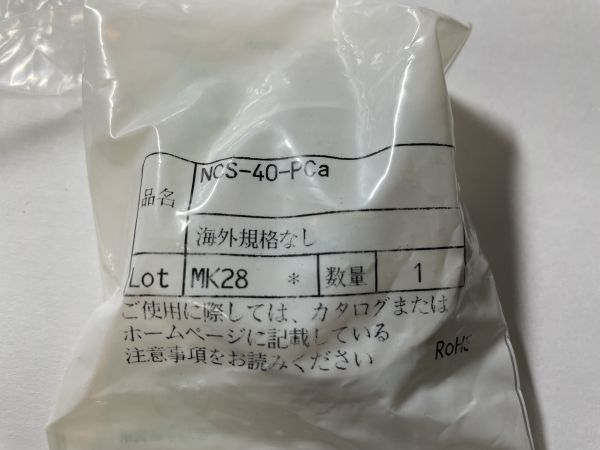 品名 NCS-40-PCa
海外規格なし
Lot MK28 * 数量 1
ご使用に際しては、カタログまたは
ホームページに記載している
注意事項をお読みください
RoHS